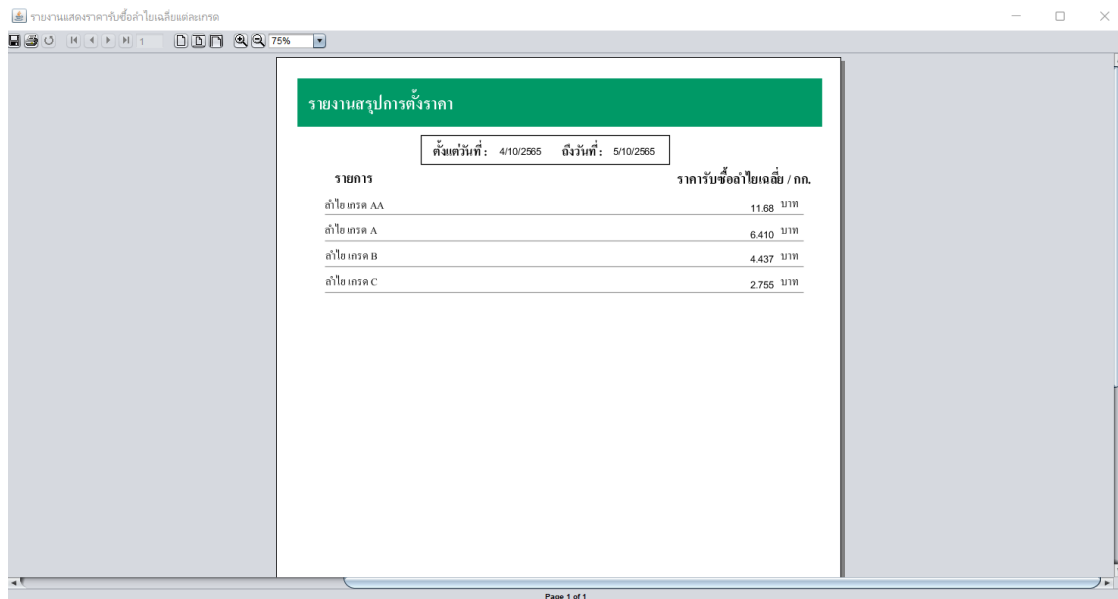 รายงานแสดงราคารับซื้อลำไยเฉลี่ยแต่ละเกรด
1 75%
รายงานสรุปการตั้งราคา
ตั้งแต่วันที่ : 4/10/2565 ถึงวันที่ : 5/10/2565
รายการ ราคารับซื้อลำไยเฉลี่ย / กก.
ลำไย เกรด AA 11.68 บาท
ลำไย เกรด A 6.410 บาท
ลำไย เกรด B 4.437 บาท
ลำไย เกรด C 2.755 บาท
Page 1 of 1